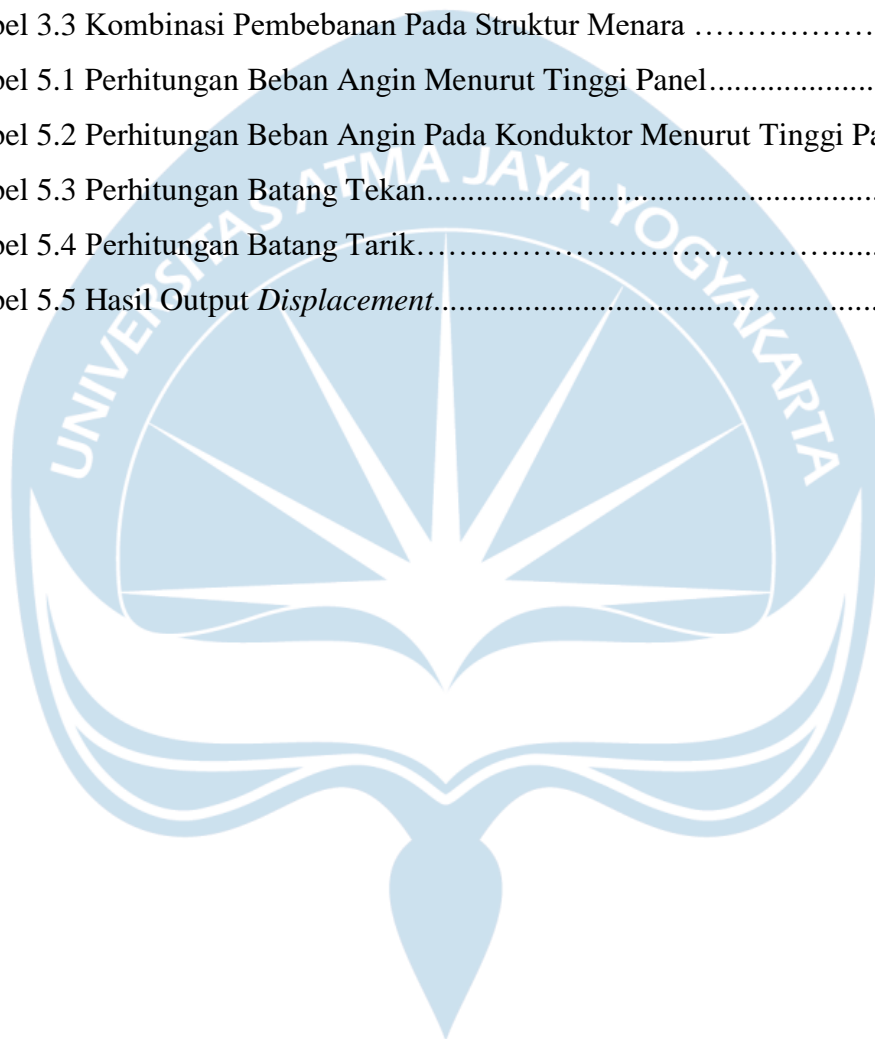 bel 3.3 Kombinasi Pembebanan Pada Struktur Menara ………………
bel 5.1 Perhitungan Beban Angin Menurut Tinggi Panel......................
bel 5.2 Perhitungan Beban Angin Pada Konduktor Menurut Tinggi Pa
bel 5.3 Perhitungan Batang Tekan..........................................................
bel 5.4 Perhitungan Batang Tarik……………………………………......
bel 5.5 Hasil Output Displacement.........................................................
UNIVERSITAS ATMA JAYA YOGYAKARTA